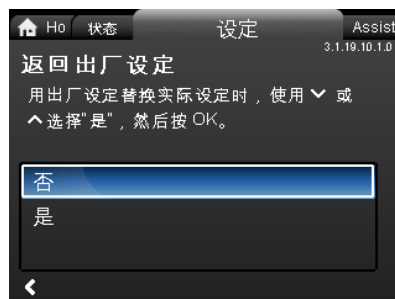 Ho 状态 设定 Assist
3.1.19.10.1.0
返回出厂设定
用出厂设定替换实际设定时，使用 或
选择"是"，然后按 OK。
否
是